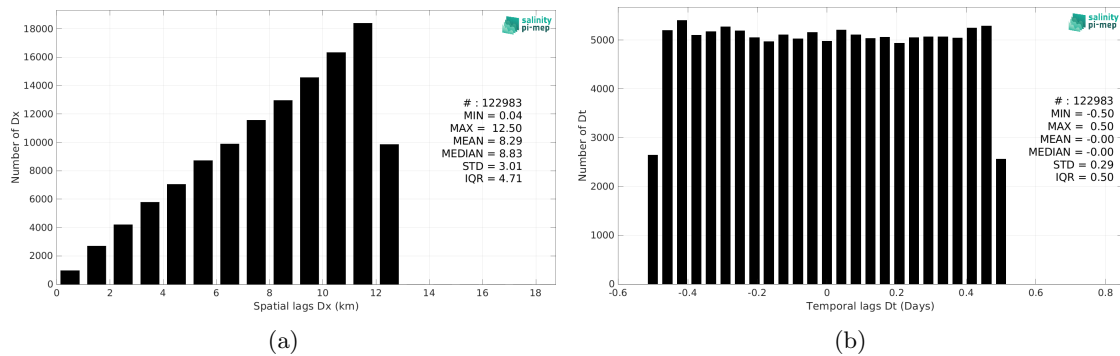 salinity
pi-mep
18000
16000
14000
12000
10000
8000
6000
4000
2000
0
Number of Dx
# : 122983
MIN = 0.04
MAX = 12.50
MEAN = 8.29
MEDIAN = 8.83
STD = 3.01
IQR = 4.71
0 2 4 6 8 10 12 14 16 18
Spatial lags Dx (km)
(a)
salinity
pi-mep
5000
4000
3000
2000
1000
0
Number of Dt
# : 122983
MIN = -0.50
MAX = 0.50
MEAN = -0.00
MEDIAN = -0.00
STD = 0.29
IQR = 0.50
-0.6 -0.4 -0.2 0 0.2 0.4 0.6 0.8
Temporal lags Dt (Days)
(b)